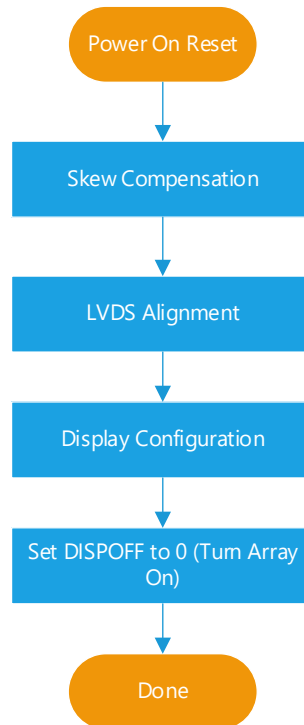 Power On Reset
Skew Compensation
LVDS Alignment
Display Configuration
Set DISPOFF to 0 (Turn Array
On)
Done